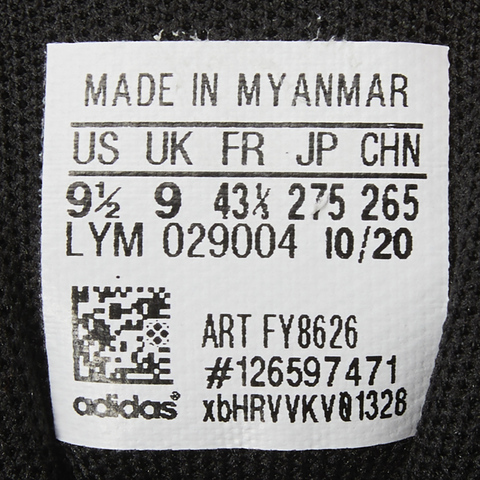 MADE IN MYANMAR
US UK FR JP CHN
9½ 9 43⅓ 275 265
LYM 029004 10/20
ART FY8626
#126597471
adidas® xbHRVVKVQ1328